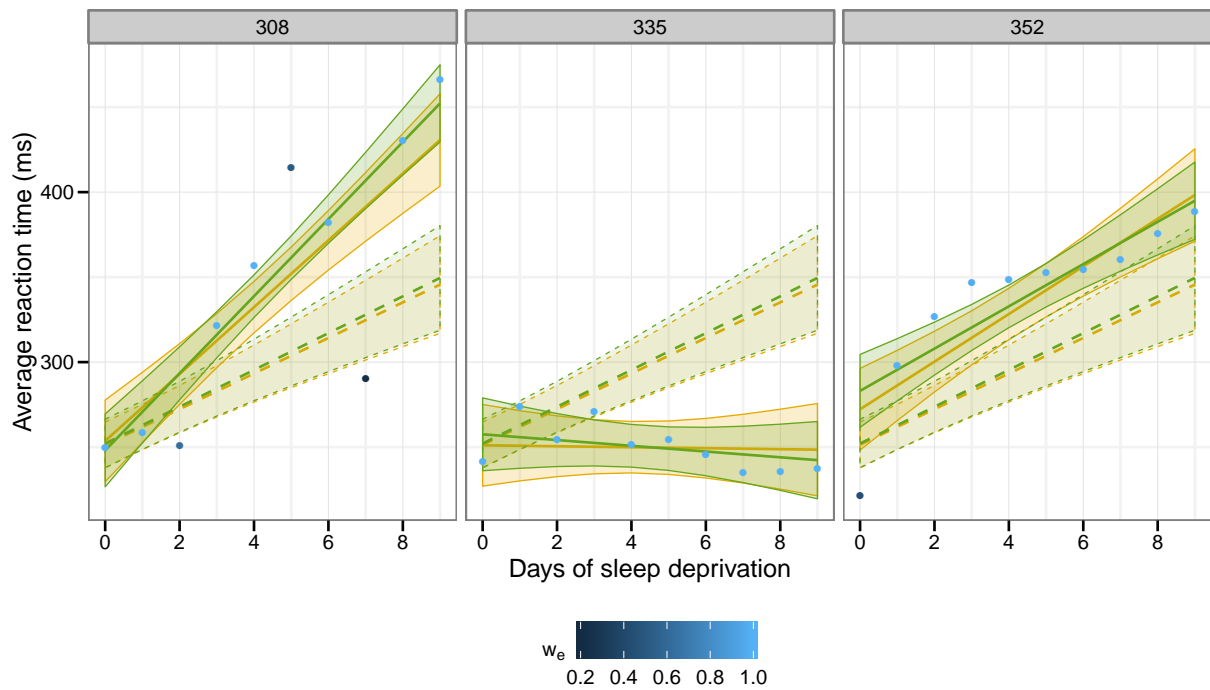 308 335 352
Average reaction time (ms)
400
300
0 2 4 6 8 0 2 4 6 8 0 2 4 6 8
Days of sleep deprivation
w_e
0.2 0.4 0.6 0.8 1.0